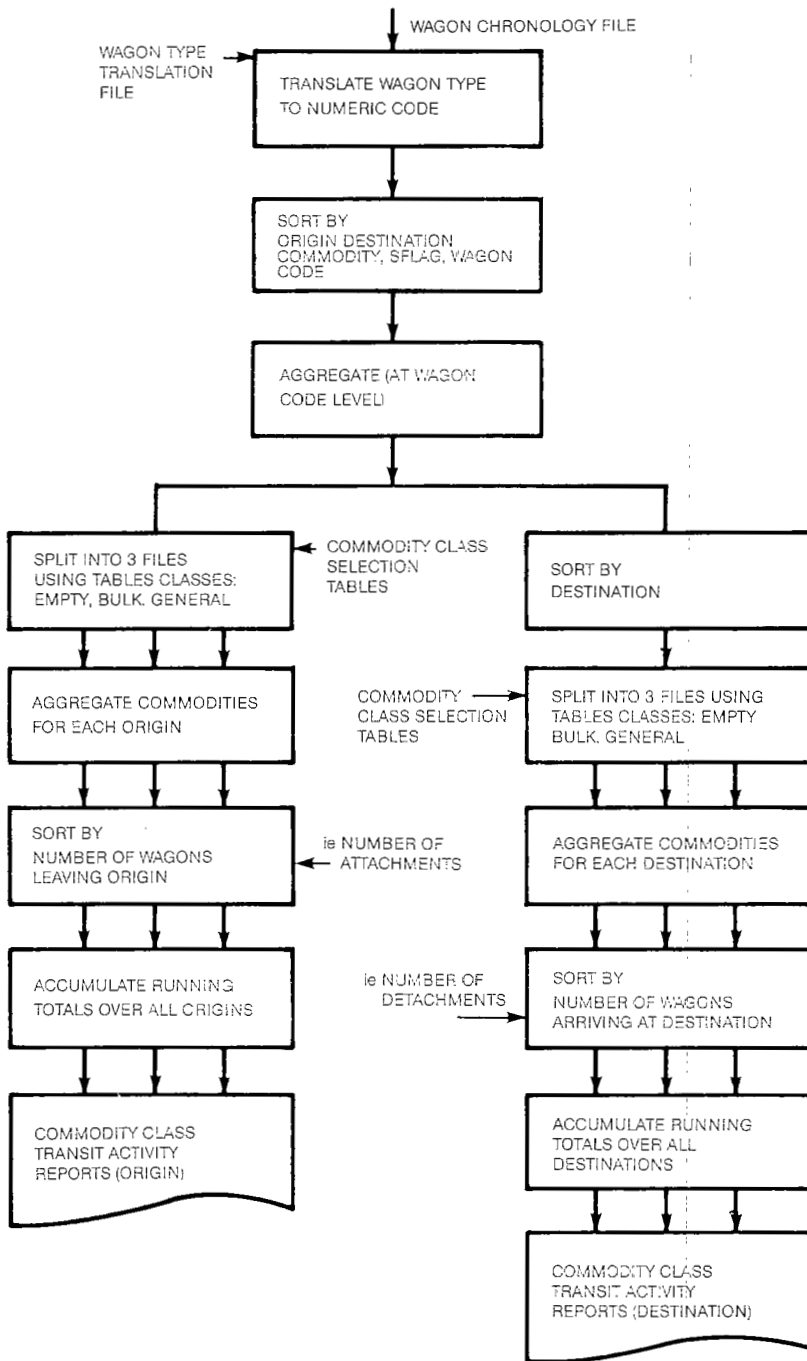 WAGON CHRONOLOGY FILE
WAGON TYPE
TRANSLATION
FILE
TRANSLATE WAGON TYPE
TO NUMERIC CODE
SORT BY
ORIGIN DESTINATION
COMMODITY, SFLAG, WAGON
CODE
AGGREGATE (AT WAGON
CODE LEVEL)
SPLIT INTO 3 FILES
USING TABLES CLASSES:
EMPTY, BULK. GENERAL
COMMODITY CLASS
SELECTION
TABLES
AGGREGATE COMMODITIES
FOR EACH ORIGIN
SORT BY
NUMBER OF WAGONS
LEAVING ORIGIN
ie NUMBER OF
ATTACHMENTS
ACCUMULATE RUNNING
TOTALS OVER ALL ORIGINS
COMMODITY CLASS
TRANSIT ACTIVITY
REPORTS (ORIGIN)
SORT BY
DESTINATION
COMMODITY
CLASS SELECTION
TABLES
SPLIT INTO 3 FILES USING
TABLES CLASSES: EMPTY
BULK. GENERAL
AGGREGATE COMMODITIES
FOR EACH DESTINATION
ie NUMBER OF
DETACHMENTS
SORT BY
NUMBER OF WAGONS
ARRIVING AT DESTINATION
ACCUMULATE RUNNING
TOTALS OVER ALL
DESTINATIONS
COMMODITY CLASS
TRANSIT ACTIVITY
REPORTS (DESTINATION)